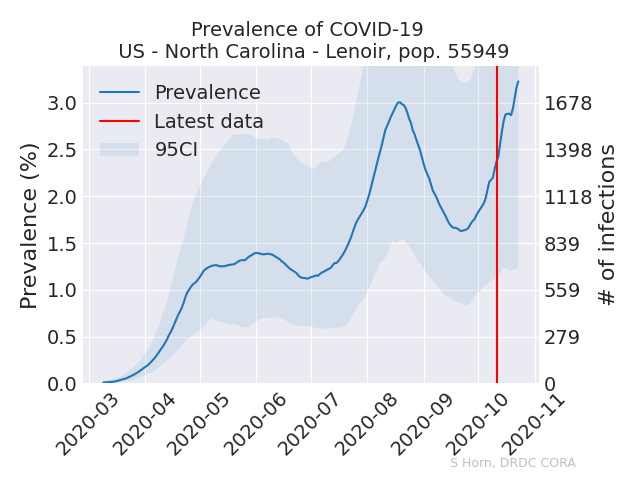 Prevalence of COVID-19
US - North Carolina - Lenoir, pop. 55949
Prevalence
Latest data
95CI
Prevalence (%)
3.0
2.5
2.0
1.5
1.0
0.5
0.0
1678
1398
1118
839
559
279
0
# of infections
2020-03
2020-04
2020-05
2020-06
2020-07
2020-08
2020-09
2020-10
2020-11
S Horn, DRDC CORA